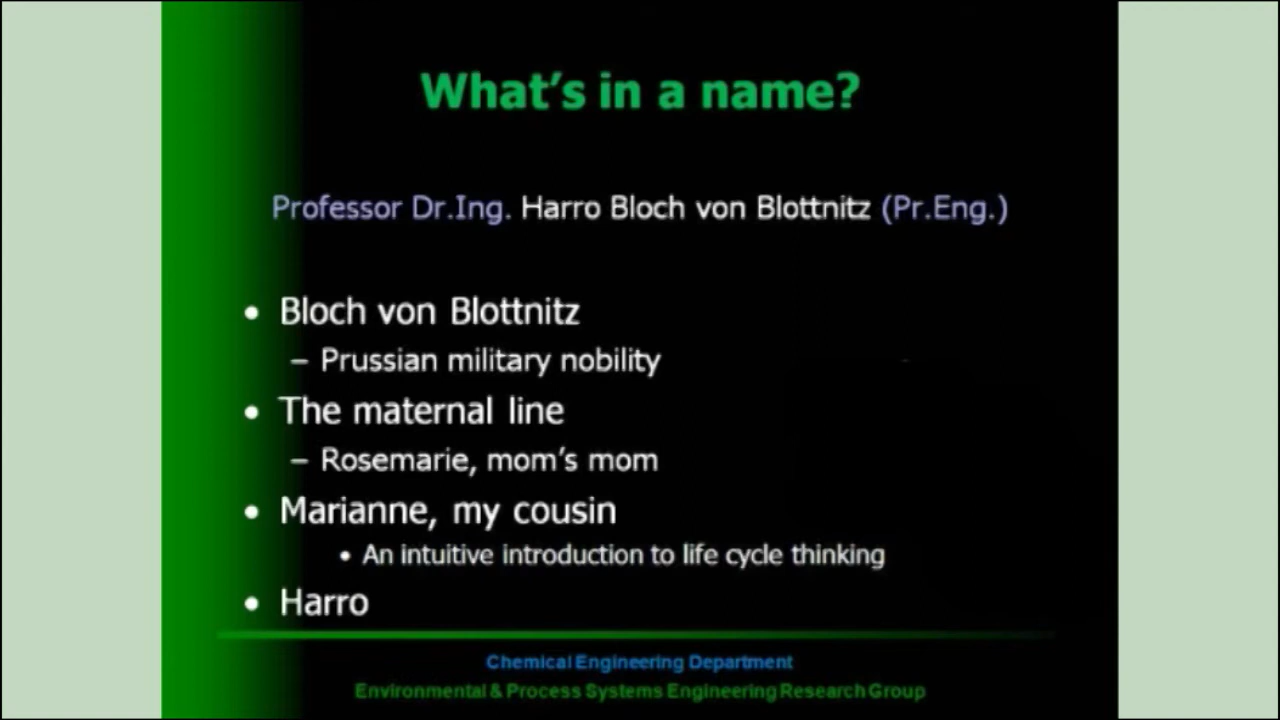 What's in a name?
Professor Dr.Ing. Harro Bloch von Blottnitz (Pr.Eng.)
• Bloch von Blottnitz
– Prussian military nobility
• The maternal line
– Rosemarie, mom's mom
• Marianne, my cousin
• An intuitive introduction to life cycle thinking
• Harro
Chemical Engineering Department
Environmental & Process Systems Engineering Research Group